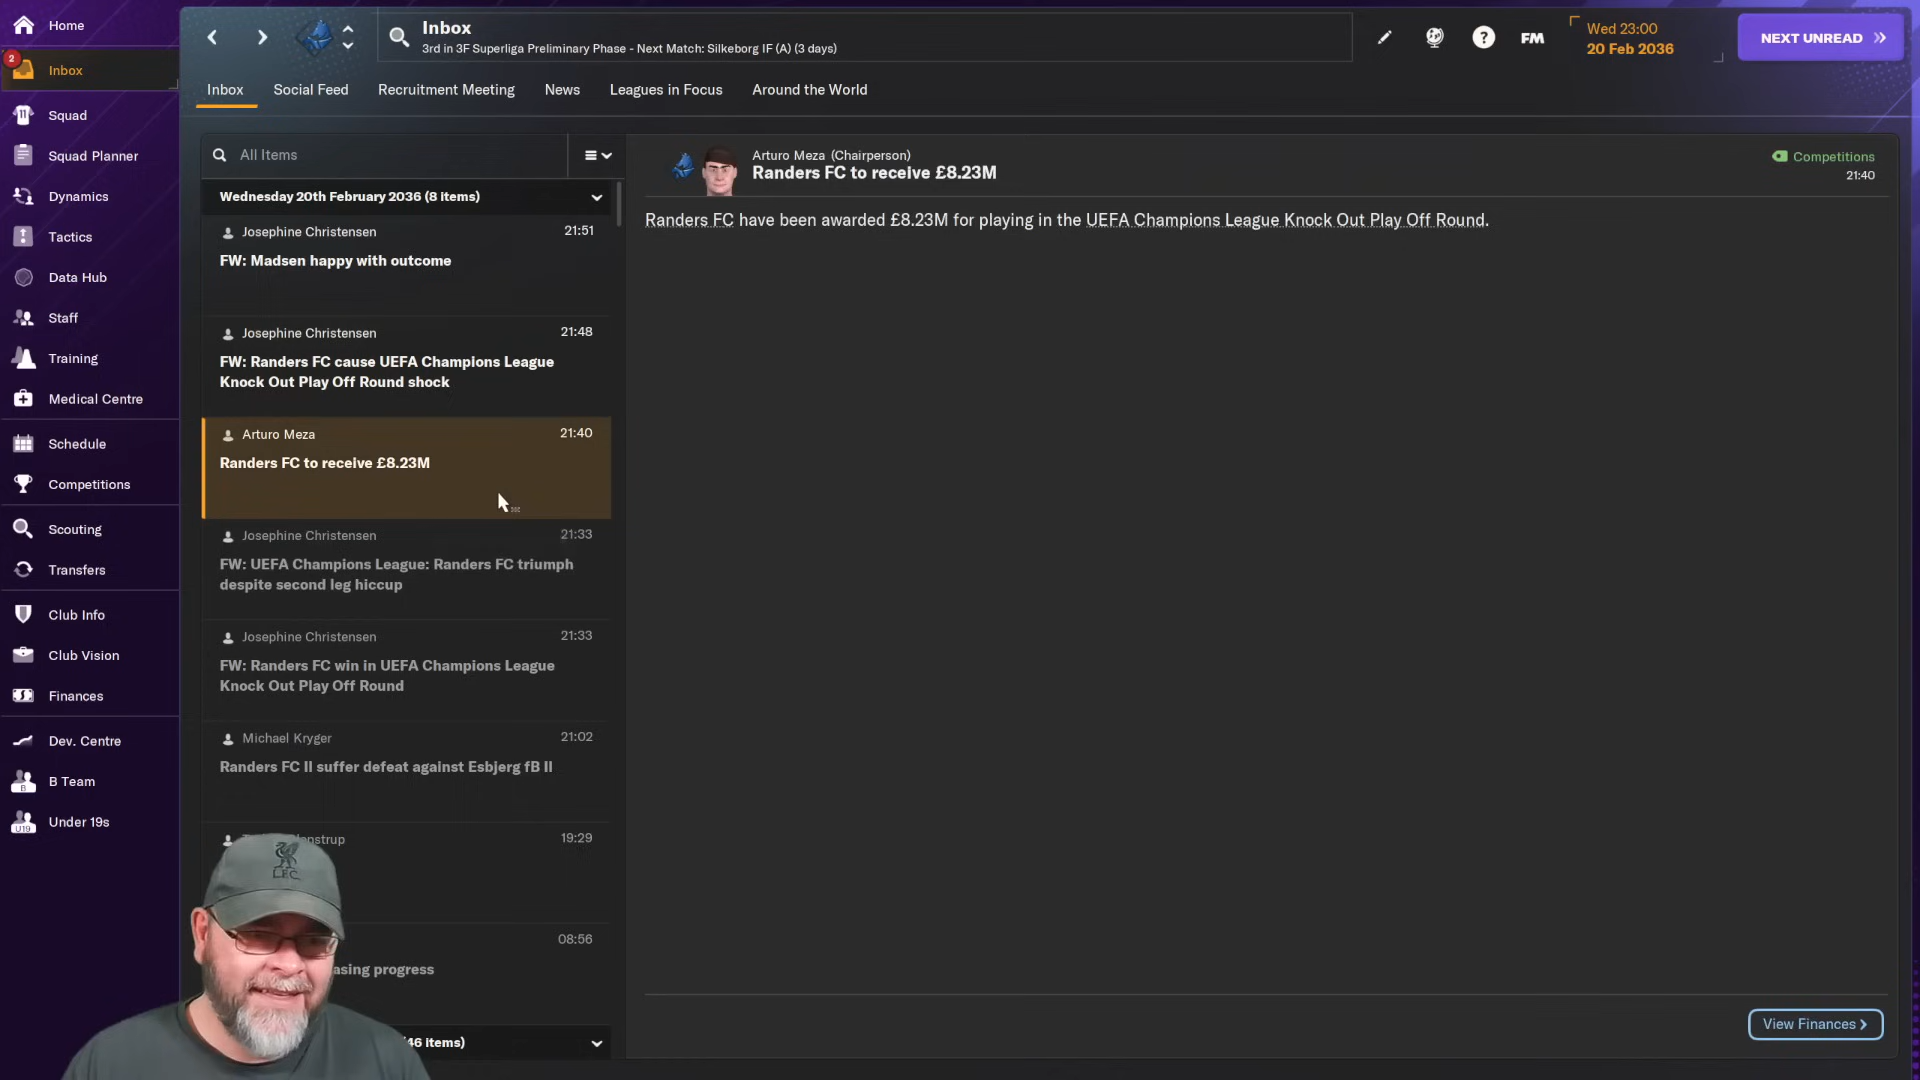 Home
2
Inbox
Squad
Squad Planner
Dynamics
Tactics
Data Hub
Staff
Training
Medical Centre
Schedule
Competitions
Scouting
Transfers
Club Info
Club Vision
Finances
Dev. Centre
B
B Team
U19
Under 19s
Inbox
3rd in 3F Superliga Preliminary Phase - Next Match: Silkeborg IF (A) (3 days)
?
FM
Wed 23:00
20 Feb 2036
NEXT UNREAD
Inbox
Social Feed
Recruitment Meeting
News
Leagues in Focus
Around the World
All Items
Wednesday 20th February 2036 (8 items)
Josephine Christensen
21:51
FW: Madsen happy with outcome
Josephine Christensen
21:48
FW: Randers FC cause UEFA Champions League
Knock Out Play Off Round shock
Arturo Meza
21:40
Randers FC to receive £8.23M
Josephine Christensen
21:33
FW: UEFA Champions League: Randers FC triumph
despite second leg hiccup
Josephine Christensen
21:33
FW: Randers FC win in UEFA Champions League
Knock Out Play Off Round
Michael Kryger
21:02
Randers FC II suffer defeat against Esbjerg fB II
19:29
08:56
progress
items)
L.F.C.
Arturo Meza (Chairperson)
Randers FC to receive £8.23M
Competitions
21:40
Randers FC have been awarded £8.23M for playing in the UEFA Champions League Knock Out Play Off Round.
View Finances